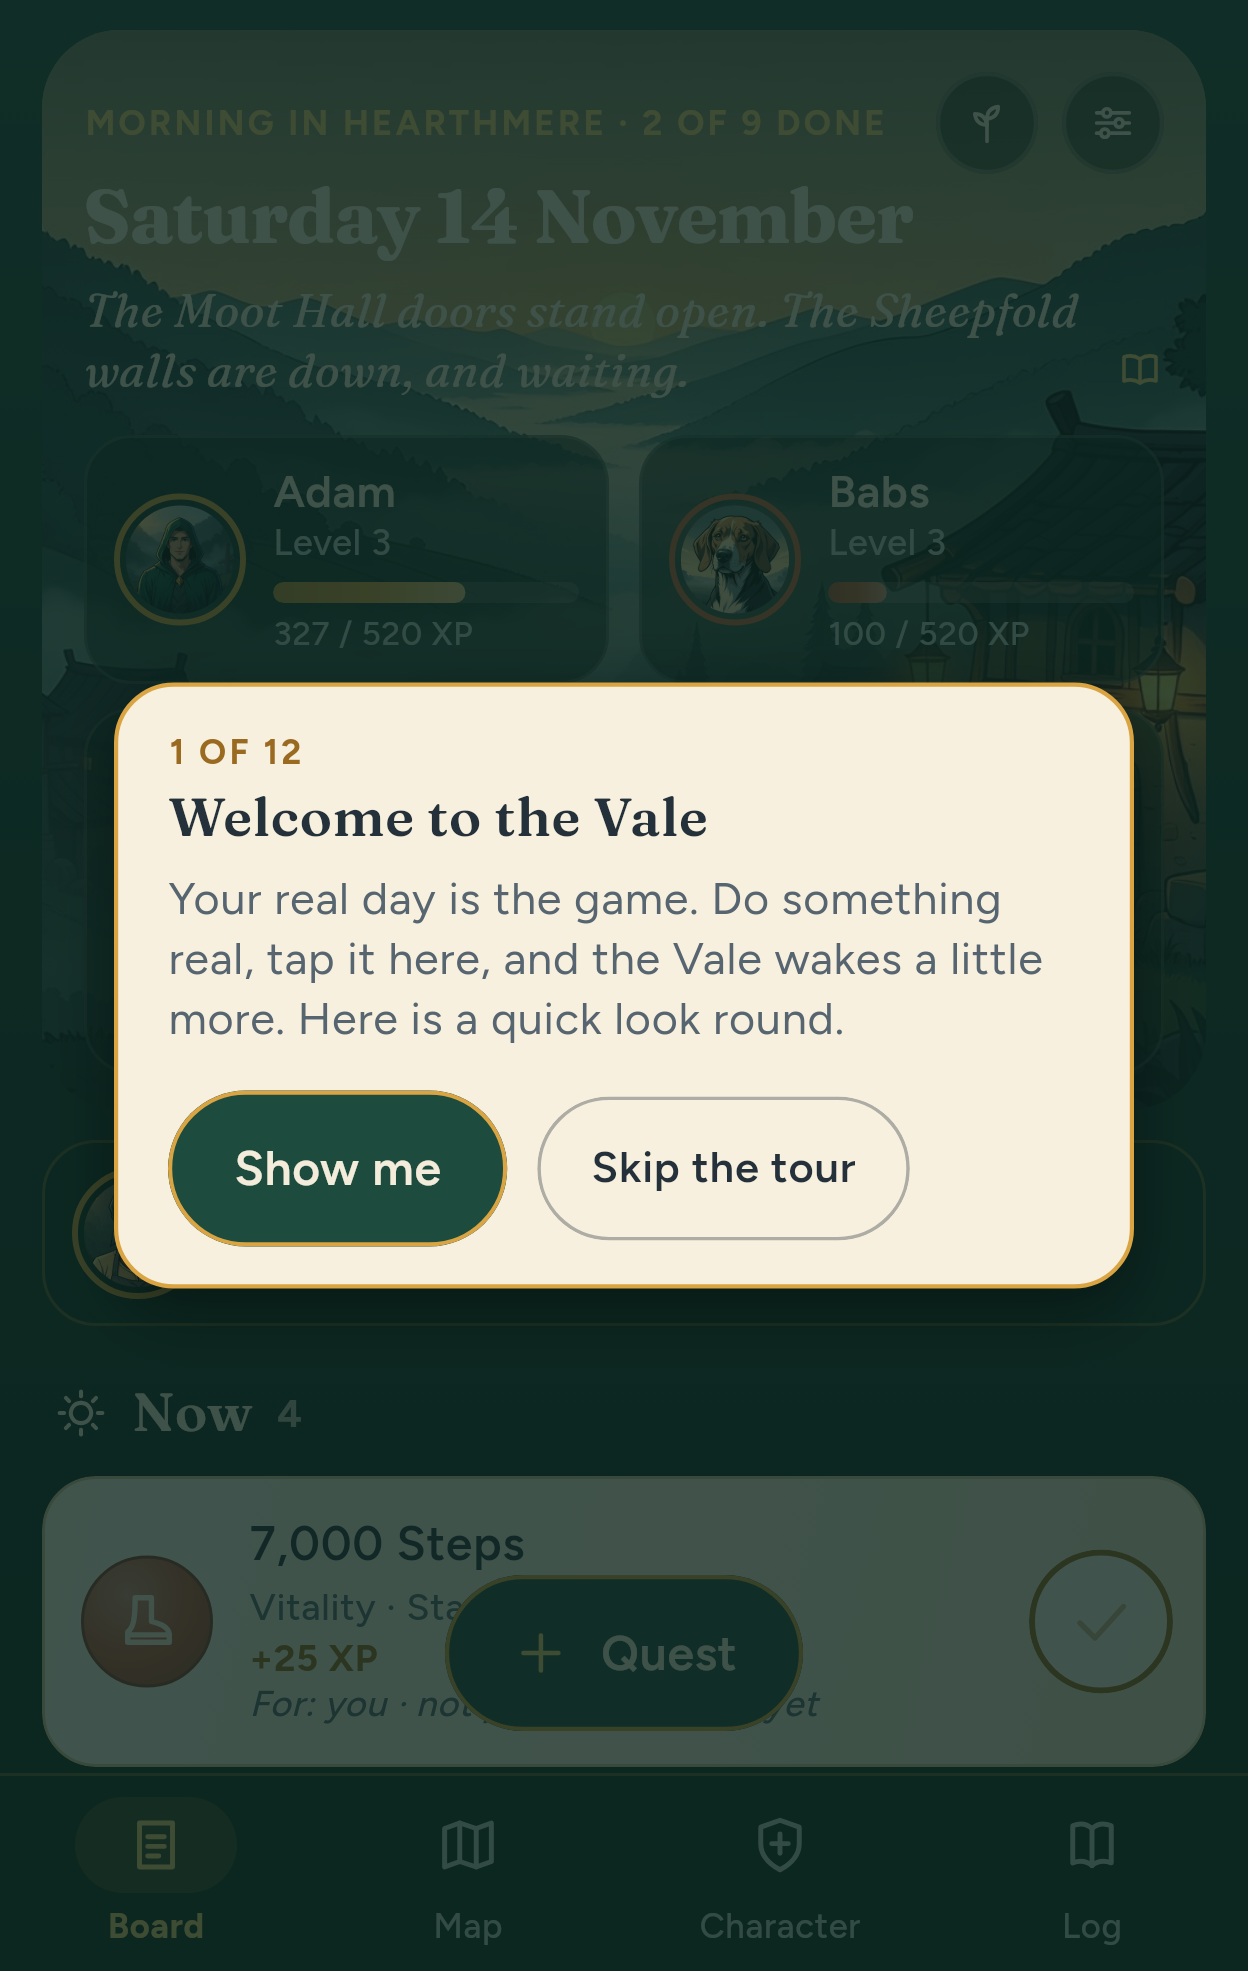 MORNING IN HEARTHMERE · 2 OF 9 DONE
Saturday 14 November
The Moot Hall doors stand open. The Sheepfold
walls are down, and waiting.
Adam
Level 3
327 / 520 XP
Babs
Level 3
100 / 520 XP
1 OF 12
Welcome to the Vale
Your real day is the game. Do something
real, tap it here, and the Vale wakes a little
more. Here is a quick look round.
Show me
Skip the tour
Now 4
7,000 Steps
Vitality ·
+25 XP
For: you ·
yet
Quest
Board
Map
Character
Log